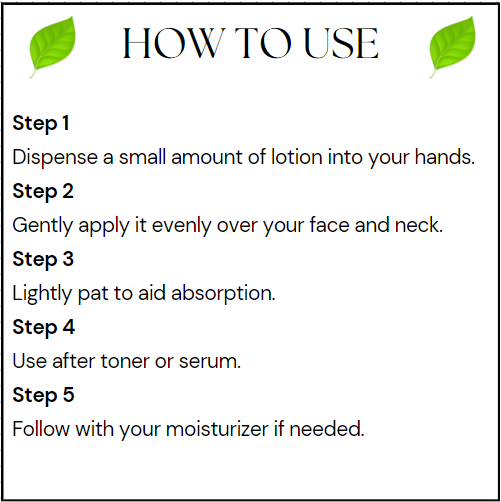 HOW TO USE
Step 1
Dispense a small amount of lotion into your hands.
Step 2
Gently apply it evenly over your face and neck.
Step 3
Lightly pat to aid absorption.
Step 4
Use after toner or serum.
Step 5
Follow with your moisturizer if needed.